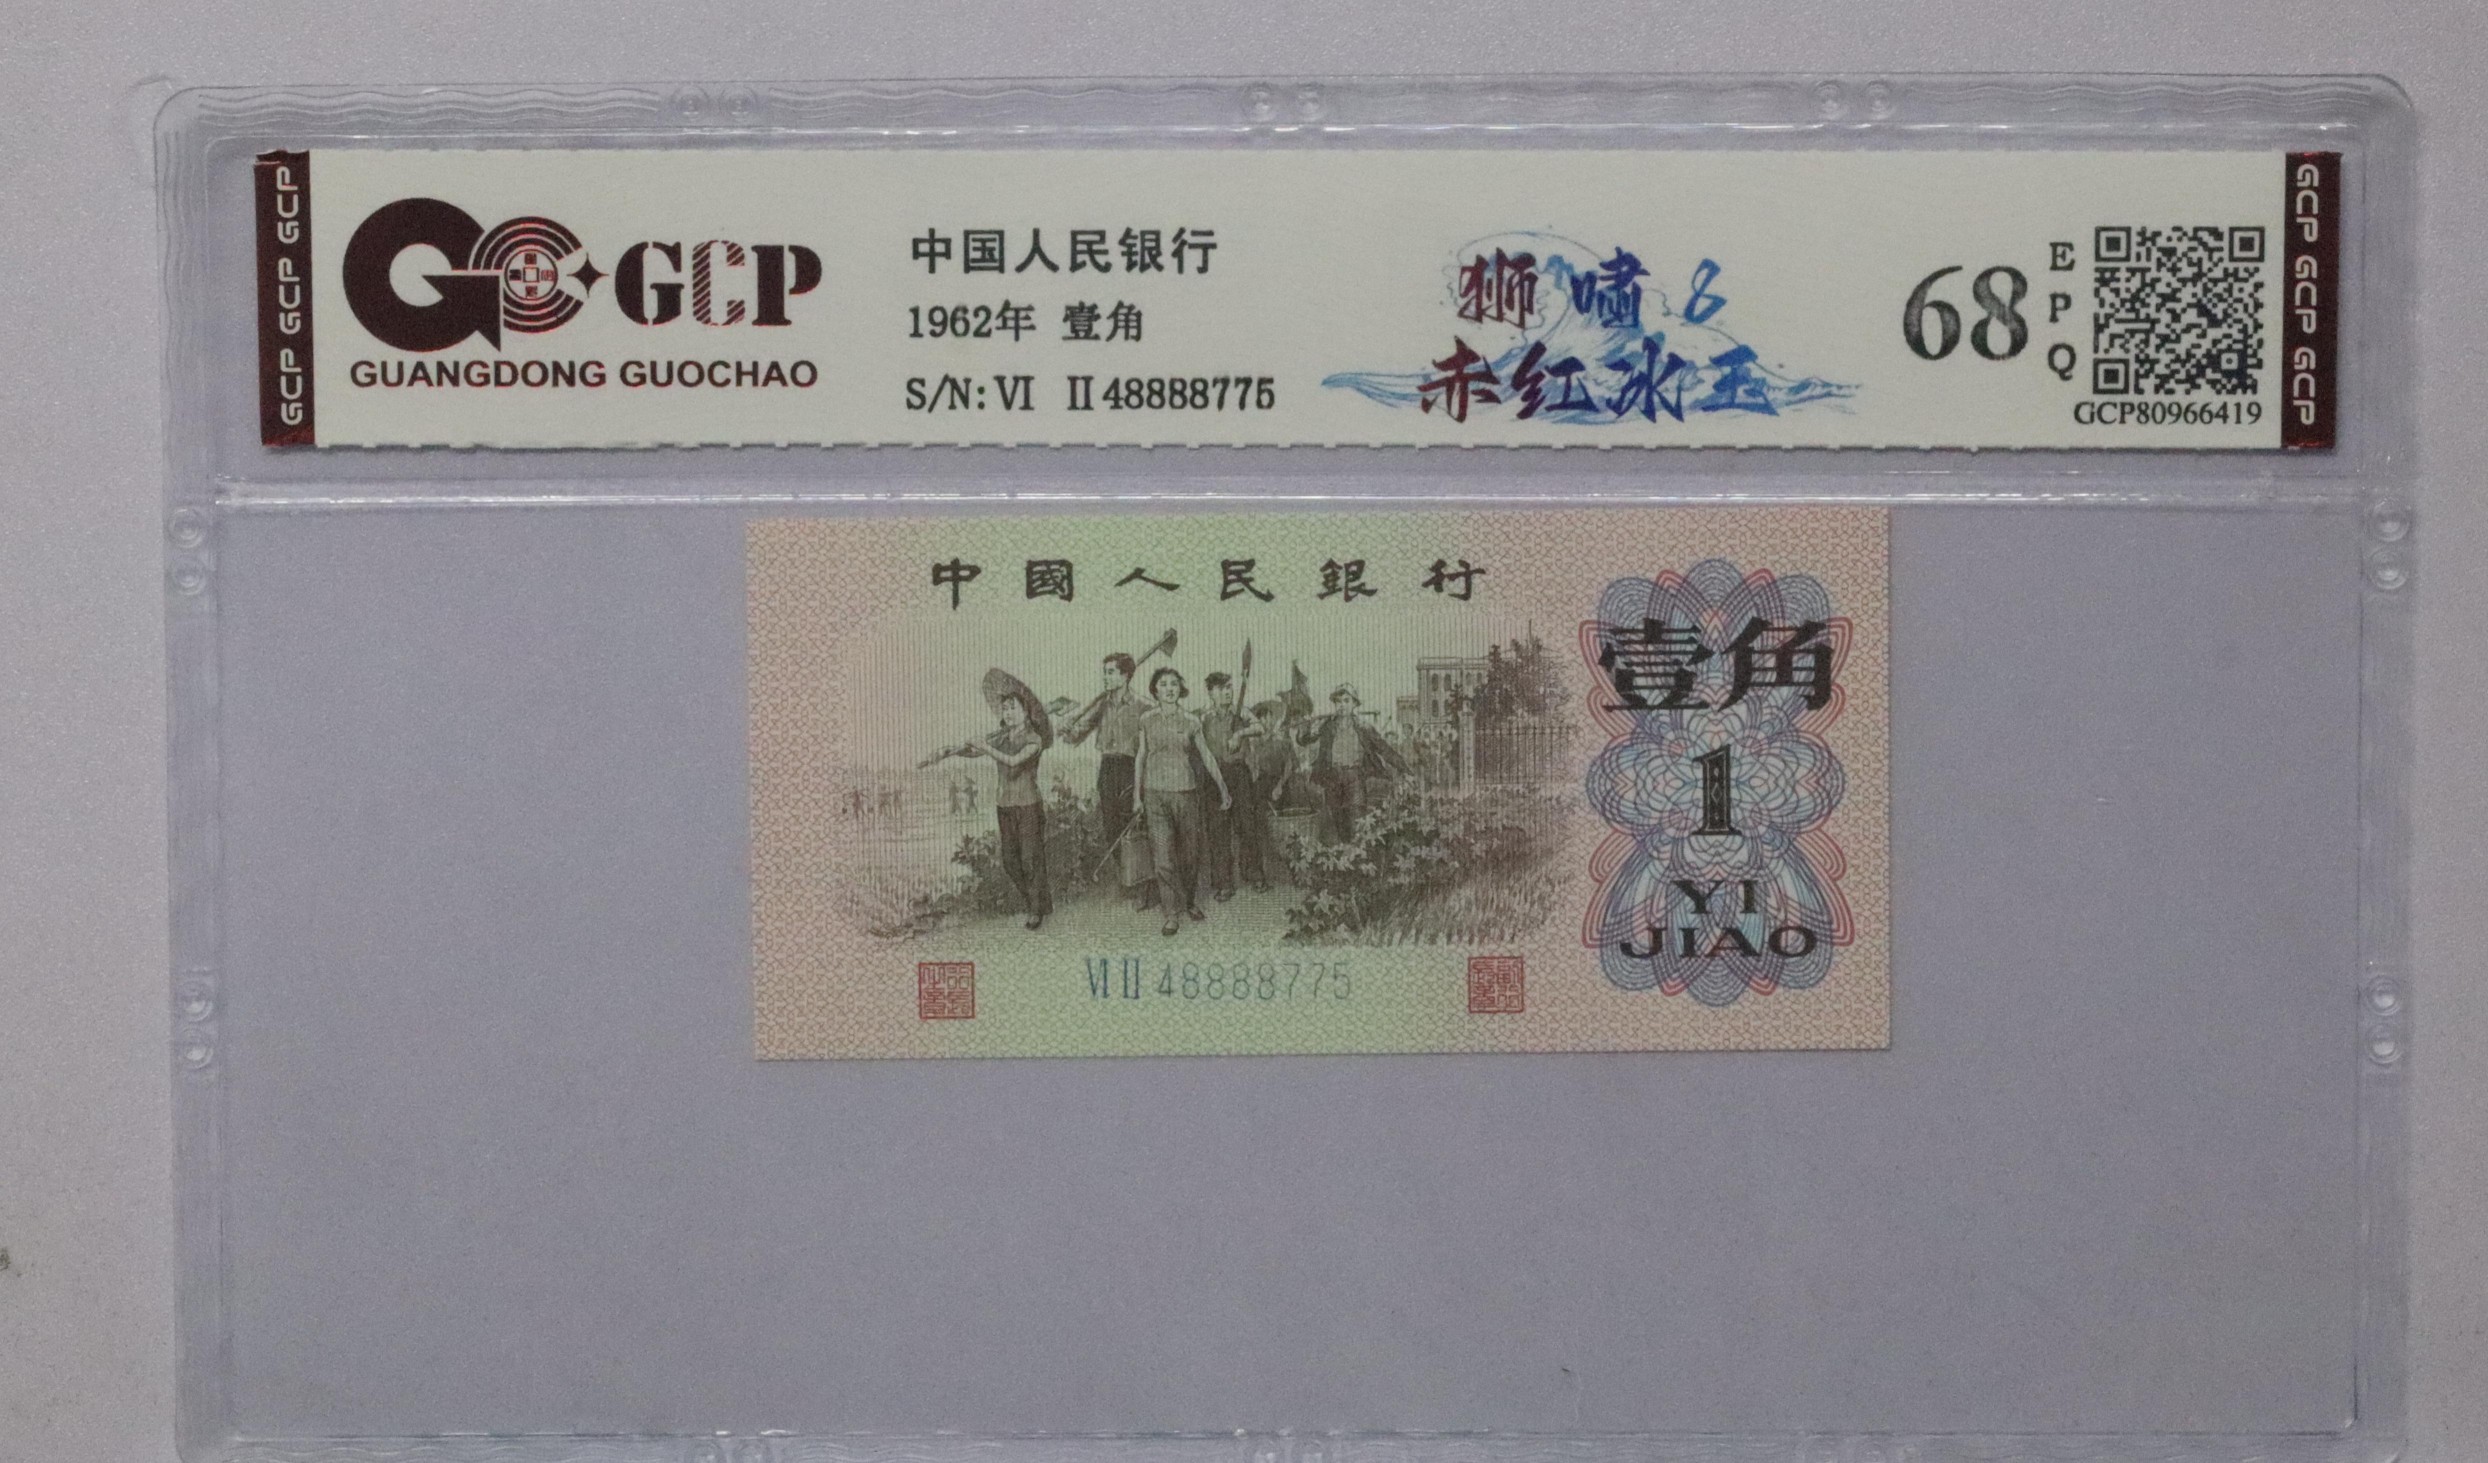 GCP GCP GCP
GCP
GUANGDONG GUOCHAO
中国人民银行
1962年 壹角
S/N: VI II 48888775
狮啸8
赤红冰玉
68
EPQ
GCP80966419
GCP GCP GCP
中國人民銀行
壹角
1
YI
JIAO
VI II 48888775